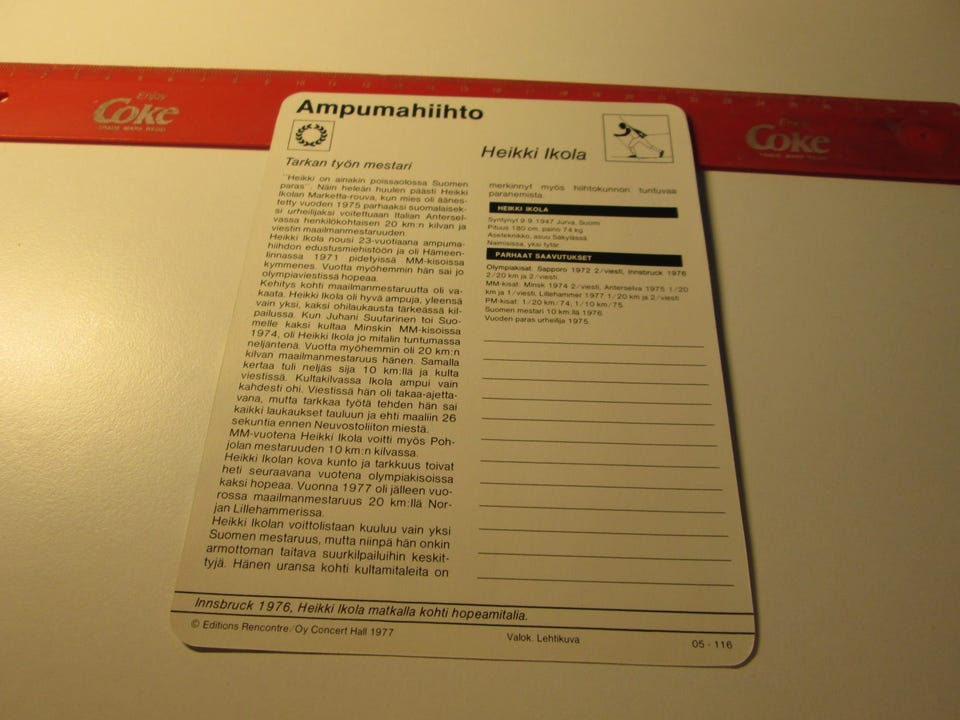 Enjoy
Coke
TRADE MARK REGD
Enjoy
Coke
Ampumahiihto
Heikki Ikola
Tarkan työn mestari
"Heikki on ainakin poissaolossa Suomen
paras". Näin heleän huulen päästi Heikki
Ikolan Marketta-rouva, kun mies oli äänes-
tetty vuoden 1975 parhaaksi suomalaisek-
si urheilijaksi voitettuaan Italian Antersel-
vassa henkilökohtaisen 20 km:n kilvan ja
viestin maailmanmestaruuden.
Heikki Ikola nousi 23-vuotiaana ampuma-
hiihdon edustusmiehistöön ja oli Hämeen-
linnassa 1971 pidetyissä MM-kisoissa
kymmenes. Vuotta myöhemmin hän sai jo
olympiaviestissä hopeaa.
Kehitys kohti maailmanmestaruutta oli va-
kaata. Heikki Ikola on hyvä ampuja, yleensä
vain yksi, kaksi ohilaukausta tärkeässä kil-
pailussa. Kun Juhani Suutarinen toi Suo-
melle kaksi kultaa Minskin MM-kisoissa
1974, oli Heikki Ikola jo mitalin tuntumassa
neljäntenä. Vuotta myöhemmin oli 20 km:n
kilvan maailmanmestaruus hänen. Samalla
kertaa tuli neljäs sija 10 km:llä ja kulta
viestissä. Kultakilvassa Ikola ampui vain
kahdesti ohi. Viestissä hän oli takaa-ajetta-
vana, mutta tarkkaa työtä tehden hän sai
kaikki laukaukset tauluun ja ehti maaliin 26
sekuntia ennen Neuvostoliiton miestä.
MM-vuotena Heikki Ikola voitti myös Poh-
jolan mestaruuden 10 km:n kilvassa.
Heikki Ikolan kova kunto ja tarkkuus toivat
heti seuraavana vuotena olympiakisoissa
kaksi hopeaa. Vuonna 1977 oli jälleen vuo-
rossa maailmanmestaruus 20 km:llä Nor-
jan Lillehammerissa.
Heikki Ikolan voittolistaan kuuluu vain yksi
Suomen mestaruus, mutta niinpä hän onkin
armottoman taitava suurkilpailuihin keskit-
tyjä. Hänen uransa kohti kultamitaleita on
merkinnyt myös hiihtokunnon tuntuvaa
paranemista.
HEIKKI IKOLA
Syntynyt 9.9.1947 Jurva, Suomi
Pituus 180 cm, paino 74 kg
Aseteknikko, asuu Säkylässä.
Naimisissa, yksi tytär.
PARHAAT SAAVUTUKSET
Olympiakisat: Sapporo 1972 2/viesti, Innsbruck 1976
2/20 km ja 2/viesti.
MM-kisat: Minsk 1974 2/viesti, Anterselva 1975 1/20
km ja 1/viesti, Lillehammer 1977 1/20 km ja 2/viesti
PM-kisat: 1/20 km/74, 1/10 km/75.
Suomen mestari 10 km:llä 1976.
Vuoden paras urheilija 1975.
Innsbruck 1976, Heikki Ikola matkalla kohti hopeamitalia.
© Editions Rencontre/Oy Concert Hall 1977
Valok. Lehtikuva
05 - 116